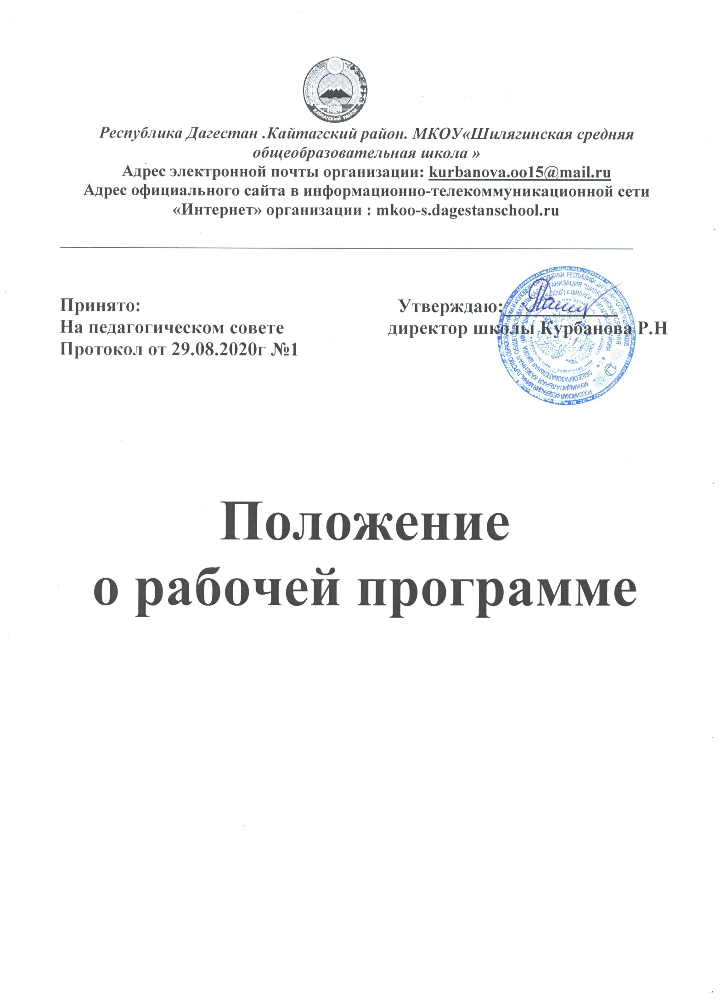 КАЙТАГСКИЙ РАЙОН
Республика Дагестан .Кайтагский район. МКОУ«Шилягинская средняя
общеобразовательная школа »
Адрес электронной почты организации: kurbanova.oo15@mail.ru
Адрес официального сайта в информационно-телекоммуникационной сети
«Интернет» организации : mkoo-s.dagestanschool.ru
Принято: Утверждаю:
На педагогическом совете директор школы Курбанова Р.Н
Протокол от 29.08.2020г №1
Положение
о рабочей программе